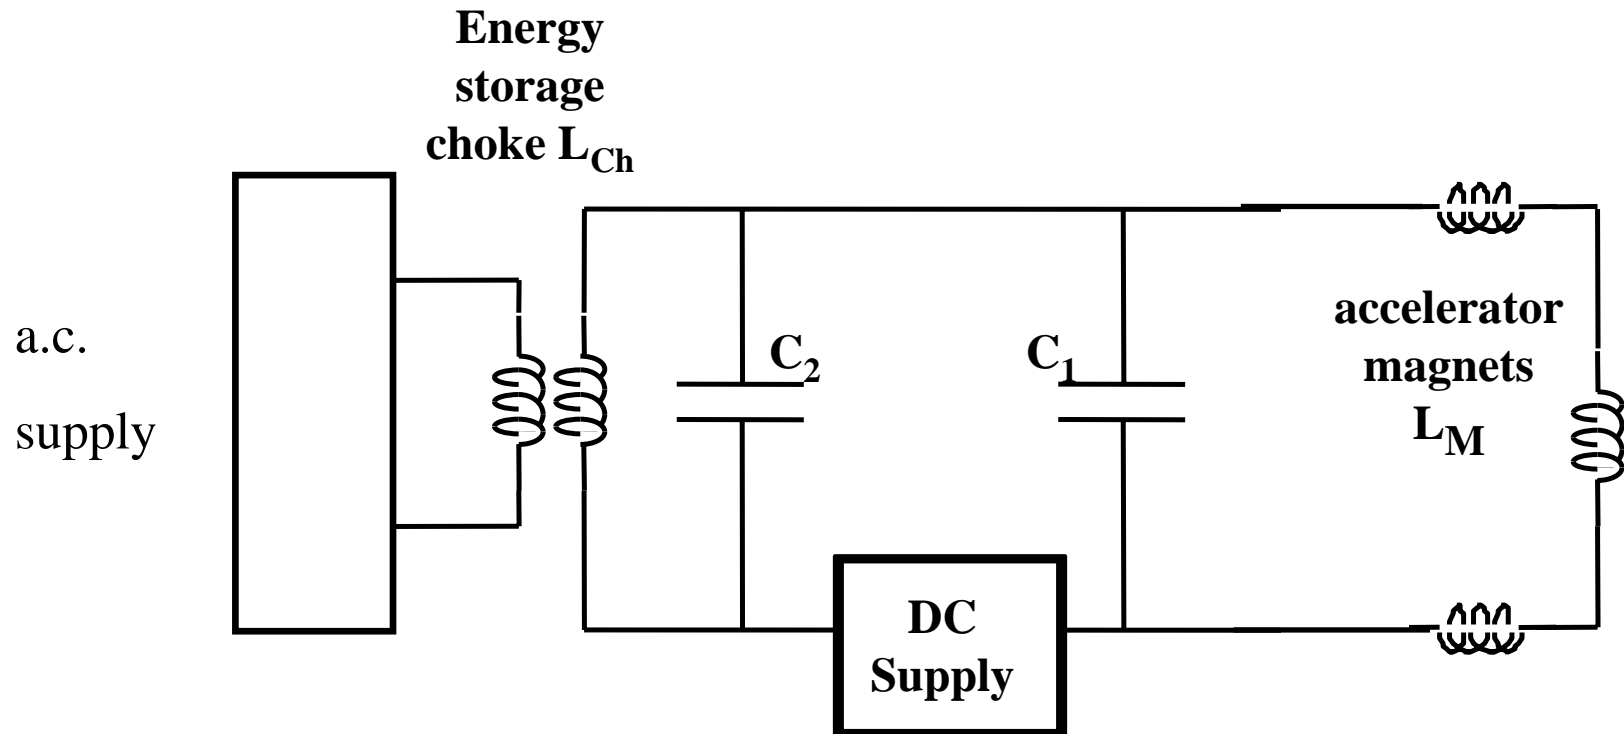 Energy
storage
choke L_Ch
a.c.
supply
C_2
C_1
accelerator
magnets
L_M
DC
Supply